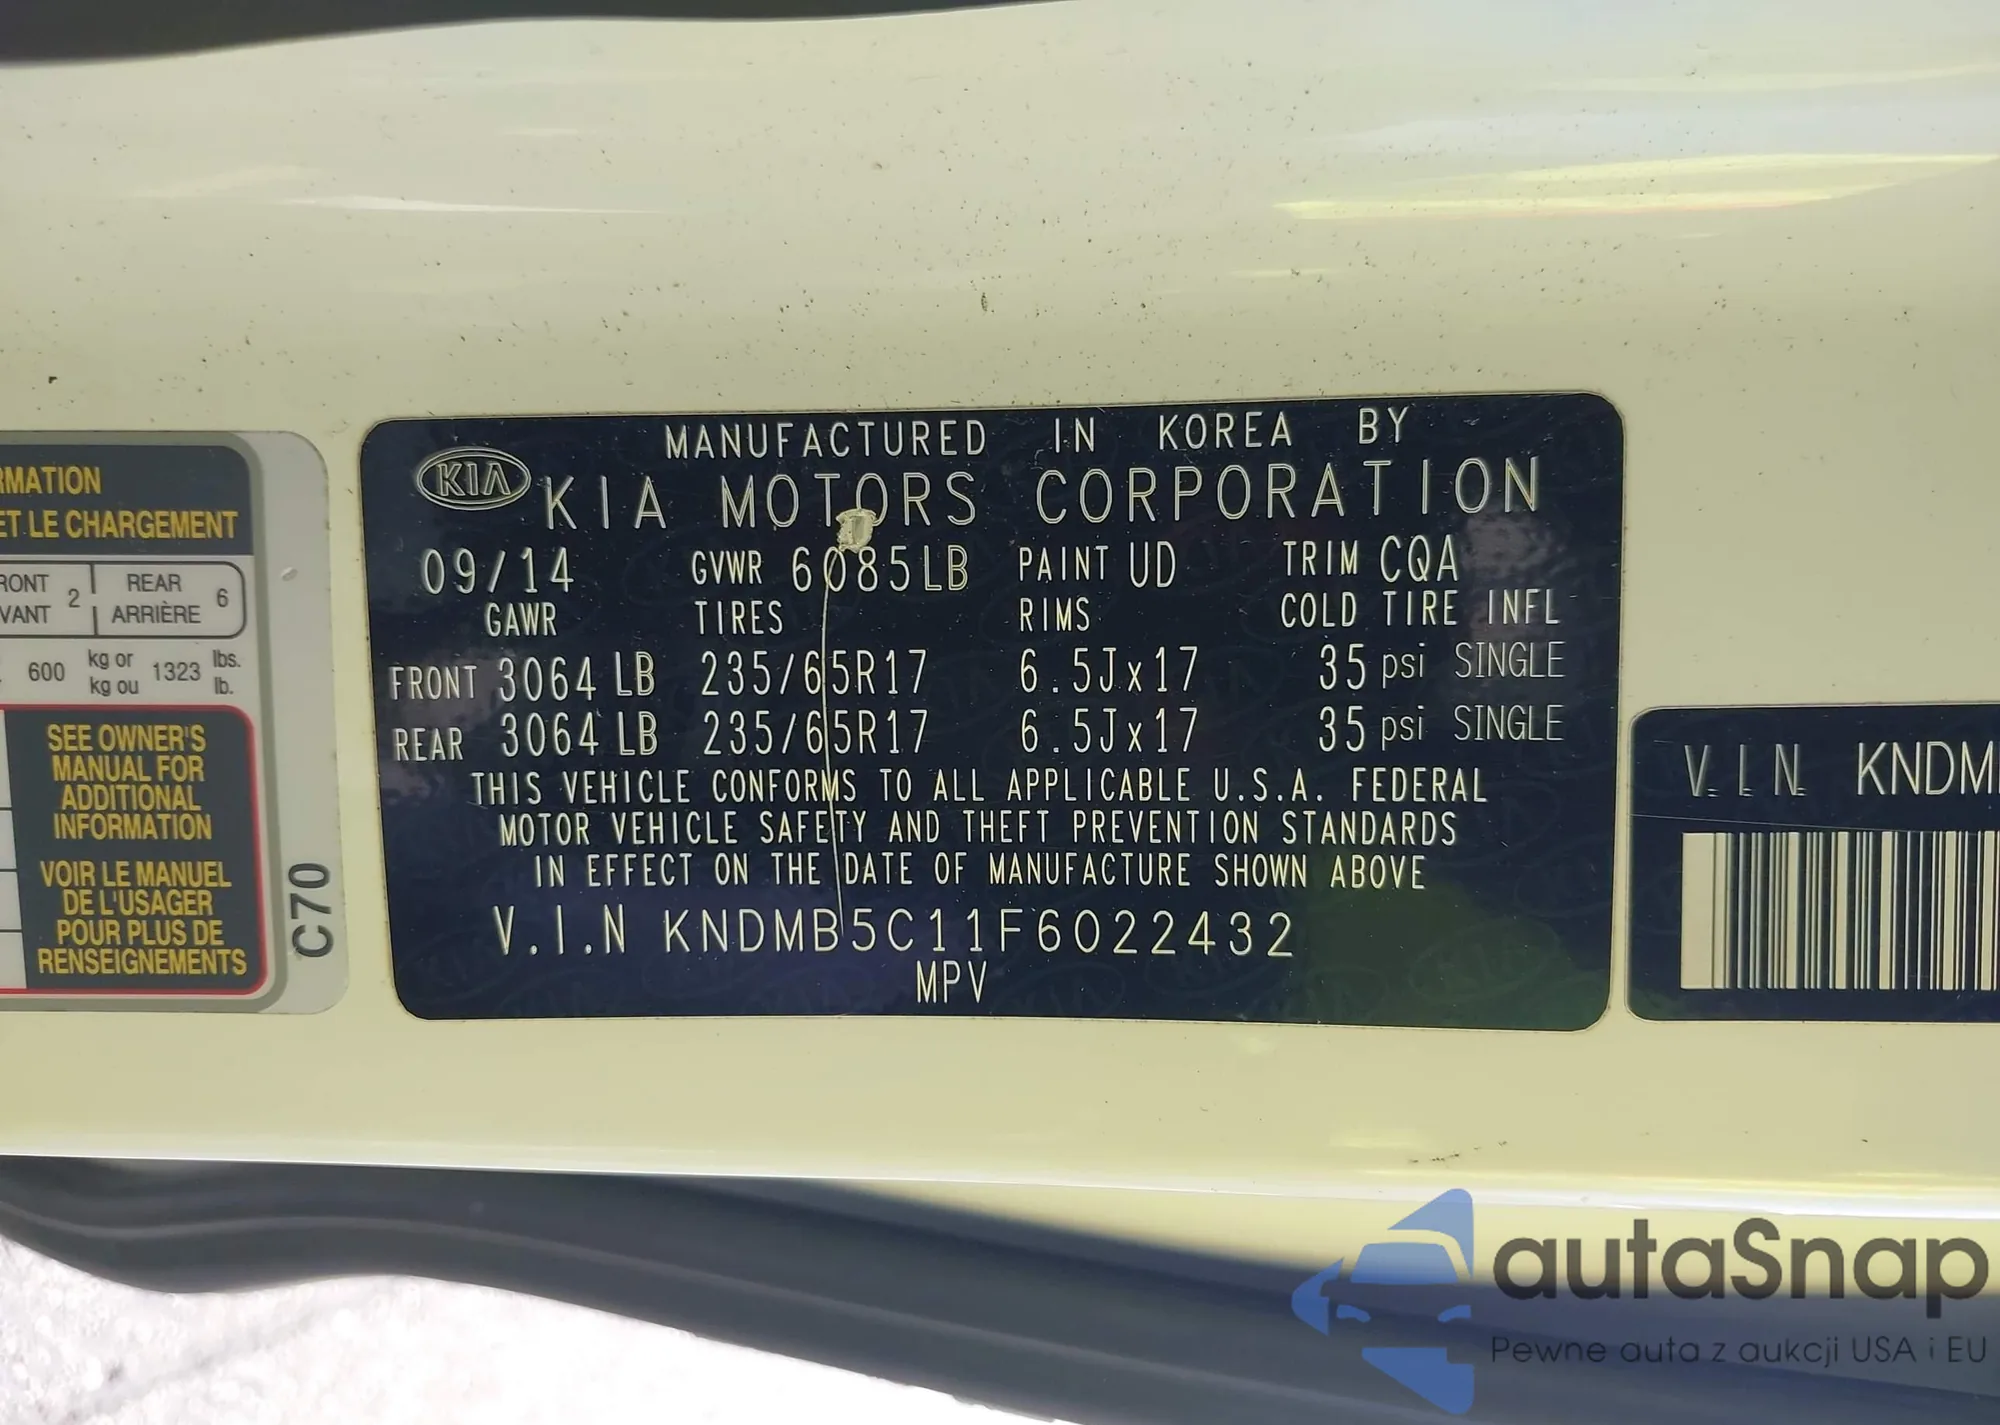 RMATION
ET LE CHARGEMENT
RONT
VANT 2
REAR
ARRIÈRE 6
600 kg or
kg ou 1323 lbs.
lb.
SEE OWNER'S
MANUAL FOR
ADDITIONAL
INFORMATION
VOIR LE MANUEL
DE L'USAGER
POUR PLUS DE
RENSEIGNEMENTS
C70
MANUFACTURED IN KOREA BY
KIA KIA MOTORS CORPORATION
09/14 GVWR 6085LB PAINT UD TRIM CQA
GAWR TIRES RIMS COLD TIRE INFL
FRONT 3064 LB 235/65R17 6.5Jx17 35 psi SINGLE
REAR 3064 LB 235/65R17 6.5Jx17 35 psi SINGLE
THIS VEHICLE CONFORMS TO ALL APPLICABLE U.S.A. FEDERAL
MOTOR VEHICLE SAFETY AND THEFT PREVENTION STANDARDS
IN EFFECT ON THE DATE OF MANUFACTURE SHOWN ABOVE
V.I.N KNDMB5C11F6022432
MPV
V.I.N. KNDM
autaSnap
Pewne auta z aukcji USA i EU